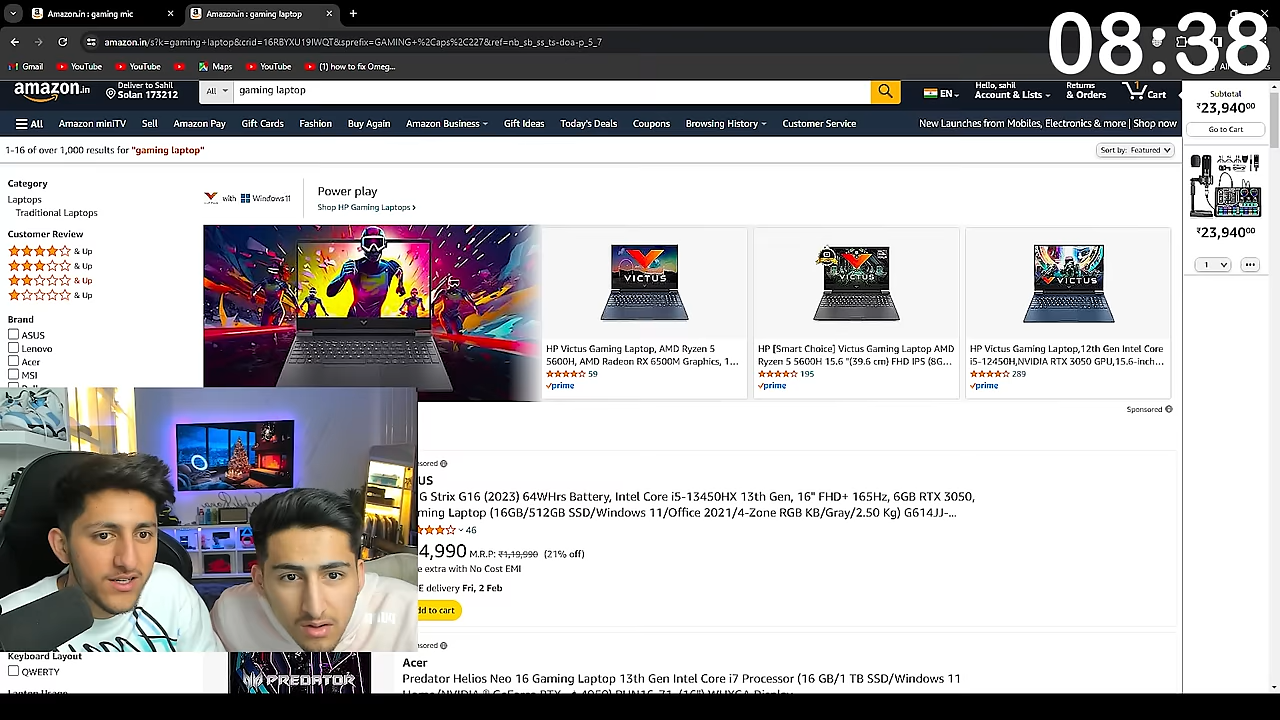 Amazon.in : gaming mic
Amazon.in : gaming laptop
08:38
amazon.in/s?k=gaming+laptop&crid=16RBYXU19IWQT&sprefix=GAMING+%2Caps%2C227&ref=nb_sb_ss_ts-doa-p_5_7
Gmail
YouTube
YouTube
Maps
YouTube
(1) how to fix Omeg...
amazon.in
Deliver to Sahil
Solan 173212
All
gaming laptop
EN
Hello, sahil
Account & Lists
Returns
& Orders
1
Cart
Subtotal
₹23,940.00
Go to Cart
All
Amazon miniTV
Sell
Amazon Pay
Gift Cards
Fashion
Buy Again
Amazon Business
Gift Ideas
Today's Deals
Coupons
Browsing History
Customer Service
New Launches from Mobiles, Electronics & more | Shop now
1-16 of over 1,000 results for "gaming laptop"
Sort by: Featured
Category
Laptops
Traditional Laptops
Customer Review
& Up
& Up
& Up
& Up
Brand
ASUS
Lenovo
Acer
MSI
with Windows11
Power play
Shop HP Gaming Laptops ›
VICTUS
VICTUS
VICTUS
HP Victus Gaming Laptop, AMD Ryzen 5
5600H, AMD Radeon RX 6500M Graphics, 1...
59
prime
HP [Smart Choice] Victus Gaming Laptop AMD
Ryzen 5 5600H 15.6 "(39.6 cm) FHD IPS (8G...
195
prime
HP Victus Gaming Laptop,12th Gen Intel Core
i5-12450H,NVIDIA RTX 3050 GPU,15.6-inch...
289
prime
Sponsored
₹23,940.00
1
sored
US
G Strix G16 (2023) 64WHrs Battery, Intel Core i5-13450HX 13th Gen, 16" FHD+ 165Hz, 6GB RTX 3050,
ming Laptop (16GB/512GB SSD/Windows 11/Office 2021/4-Zone RGB KB/Gray/2.50 Kg) G614JJ-...
46
4,990 M.R.P: ₹1,19,990 (21% off)
e extra with No Cost EMI
E delivery Fri, 2 Feb
dd to cart
sored
Acer
Predator Helios Neo 16 Gaming Laptop 13th Gen Intel Core i7 Processor (16 GB/1 TB SSD/Windows 11
Keyboard Layout
QWERTY
PREDATOR